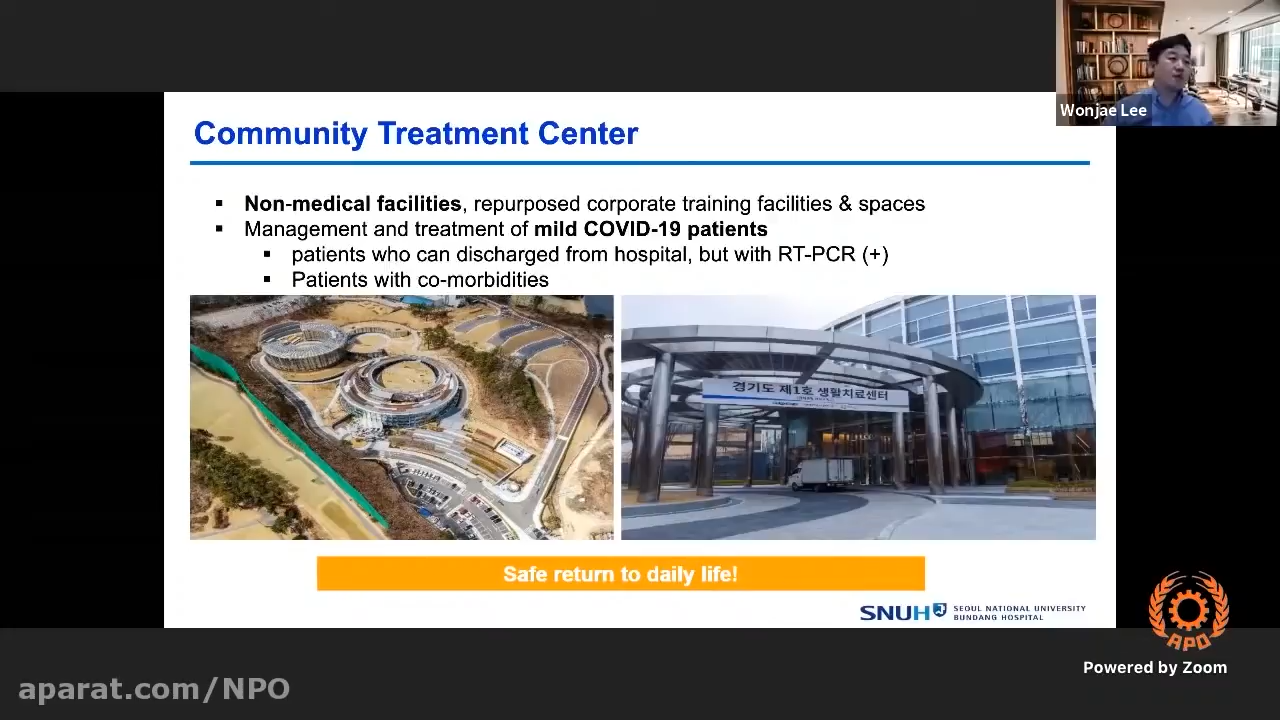 Wonjae Lee
Community Treatment Center
▪ Non-medical facilities, repurposed corporate training facilities & spaces
▪ Management and treatment of mild COVID-19 patients
▪ patients who can discharged from hospital, but with RT-PCR (+)
▪ Patients with co-morbidities
경기도 제1호 생활치료센터
Safe return to daily life!
SNUH SEOUL NATIONAL UNIVERSITY
BUNDANG HOSPITAL
APO
Powered by Zoom
aparat.com/NPO